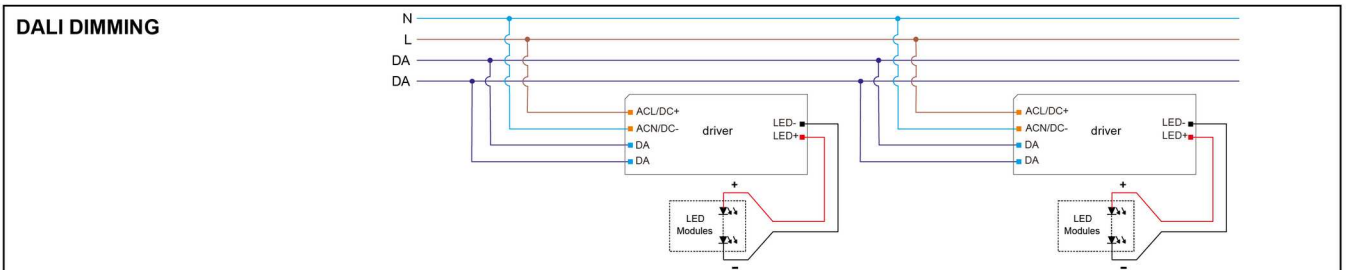 DALI DIMMING
N
L
DA
DA
ACL/DC+
ACN/DC-
DA
DA
driver
LED-
LED+
+
LED
Modules
-
ACL/DC+
ACN/DC-
DA
DA
driver
LED-
LED+
+
LED
Modules
-